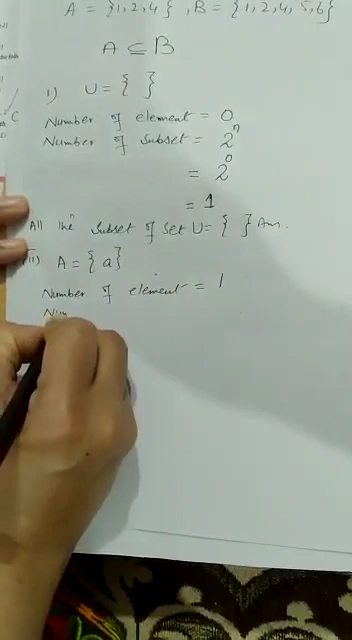 A = {1,2,4} , B = {1,2,4,5,6}
A ⊆ B
i) U = { }
Number of element = 0
Number of subset = 2ⁿ
= 2⁰
= 1
All the subset of set U = { } Ans.
ii) A = {a}
Number of element = 1
Num